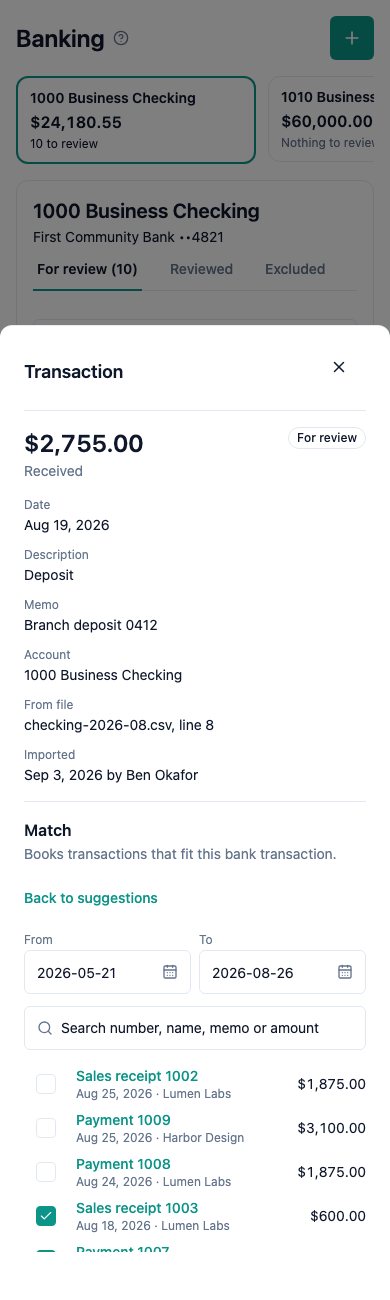 Banking
1000 Business Checking
$24,180.55
10 to review
1010 Business
$60,000.00
Nothing to review
1000 Business Checking
First Community Bank ••4821
For review (10)
Reviewed
Excluded
Transaction
$2,755.00
For review
Received
Date
Aug 19, 2026
Description
Deposit
Memo
Branch deposit 0412
Account
1000 Business Checking
From file
checking-2026-08.csv, line 8
Imported
Sep 3, 2026 by Ben Okafor
Match
Books transactions that fit this bank transaction.
Back to suggestions
From
To
2026-05-21
2026-08-26
Search number, name, memo or amount
Sales receipt 1002
$1,875.00
Aug 25, 2026 · Lumen Labs
Payment 1009
$3,100.00
Aug 25, 2026 · Harbor Design
Payment 1008
$1,875.00
Aug 24, 2026 · Lumen Labs
Sales receipt 1003
$600.00
Aug 18, 2026 · Lumen Labs
Payment 1007